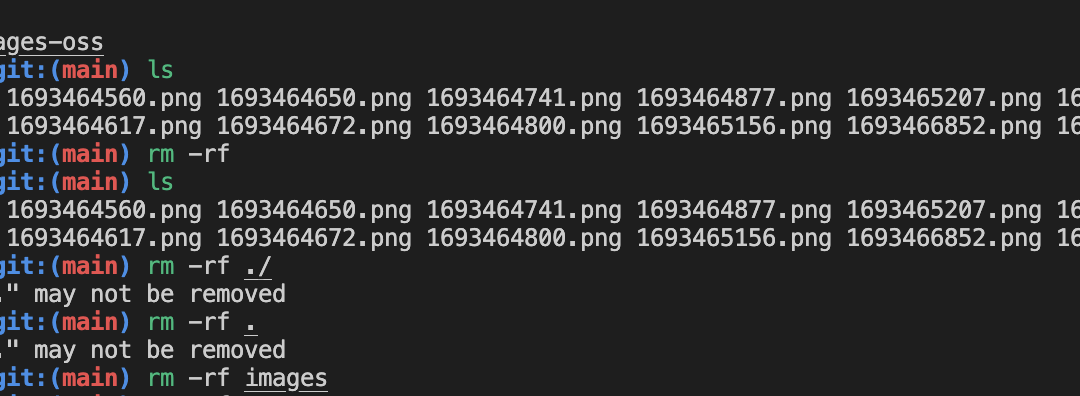 ages-oss
git:(main) ls
1693464560.png 1693464650.png 1693464741.png 1693464877.png 1693465207.png 16
1693464617.png 1693464672.png 1693464800.png 1693465156.png 1693466852.png 16
git:(main) rm -rf
git:(main) ls
1693464560.png 1693464650.png 1693464741.png 1693464877.png 1693465207.png 16
1693464617.png 1693464672.png 1693464800.png 1693465156.png 1693466852.png 16
git:(main) rm -rf ./
." may not be removed
git:(main) rm -rf .
." may not be removed
git:(main) rm -rf images